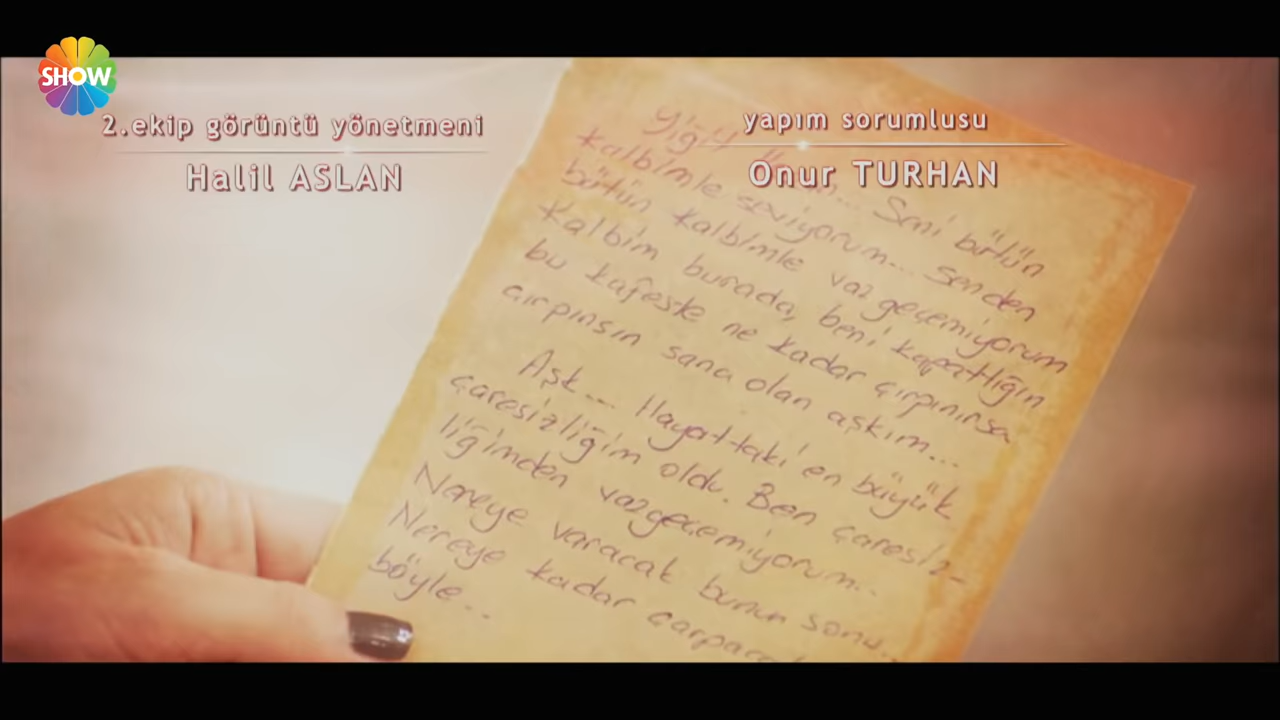 SHOW
2.ekip görüntü yönetmeni
Halil ASLAN
yapım sorumlusu
Onur TURHAN
Seni bütün
kalbimle seviyorum... Senden
bütün kalbimle vazgeçemiyorum
Kalbim burada, beni kapattığın
bu kafeste ne kadar çırpınırsa
çırpınsın sana olan aşkım...
Aşk... Hayattaki en büyük
çaresizliğim oldu. Ben çaresiz-
liğimden vazgeçemiyorum..
Nereye varacak bunun sonu...
Nereye kadar
böyle..